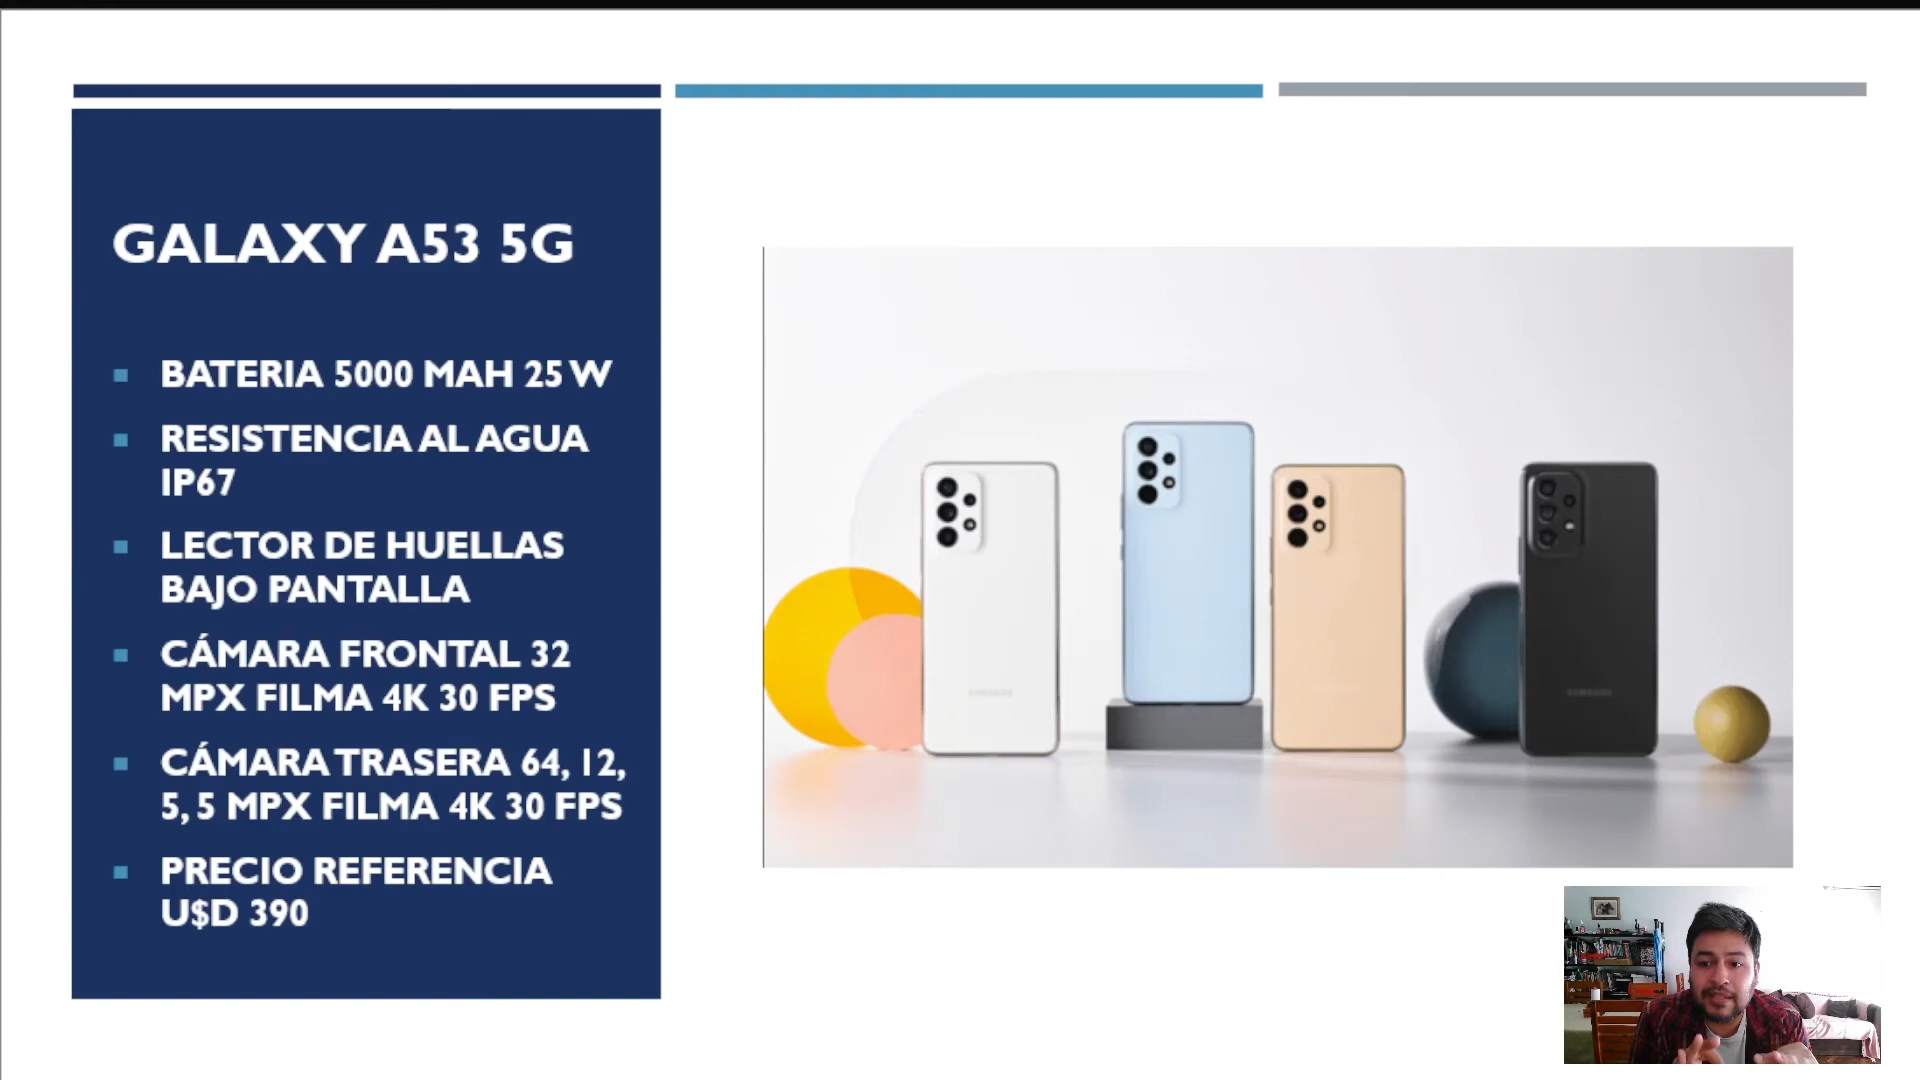 GALAXY A53 5G
BATERIA 5000 MAH 25 W
RESISTENCIA AL AGUA
IP67
LECTOR DE HUELLAS
BAJO PANTALLA
CÁMARA FRONTAL 32
MPX FILMA 4K 30 FPS
CÁMARA TRASERA 64, 12,
5, 5 MPX FILMA 4K 30 FPS
PRECIO REFERENCIA
U$D 390
SAMSUNG
SAMSUNG